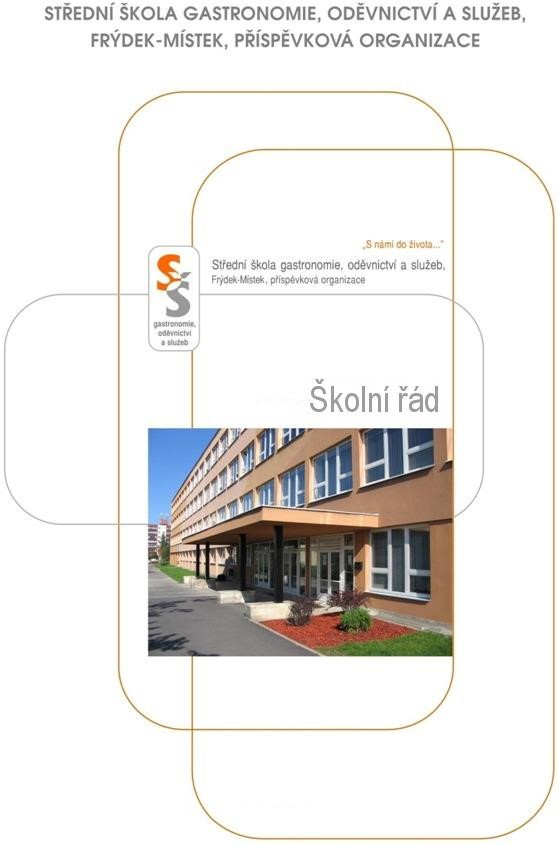 STŘEDNÍ ŠKOLA GASTRONOMIE, ODĚVNICTVÍ A SLUŽEB,
FRÝDEK-MÍSTEK, PŘÍSPĚVKOVÁ ORGANIZACE
„S námi do života..."
Střední škola gastronomie, oděvnictví a služeb,
Frýdek-Místek, příspěvková organizace
SS
gastronomie,
oděvnictví
a služeb
Školní řád